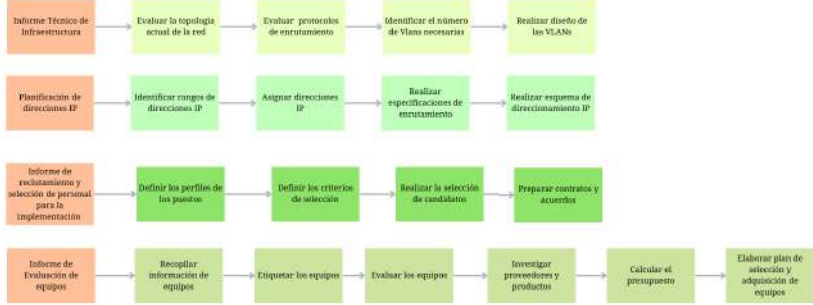 Informe Técnico de
Infraestructura
Evaluar la topología
actual de la red
Evaluar protocolos
de enrutamiento
Identificar el número
de Vlans necesarias
Realizar diseño de
las VLANs
Planificación de
direcciones IP
Identificar rangos de
direcciones IP
Asignar direcciones
IP
Realizar
especificaciones de
enrutamiento
Realizar esquema de
direccionamiento IP
Informe de
reclutamiento y
selección de personal
para la
implementación
Definir los perfiles de
los puestos
Definir los criterios
de selección
Realizar la selección
de candidatos
Preparar contratos y
acuerdos
Informe de
Evaluación de
equipos
Recopilar
información de
equipos
Etiquetar los equipos
Evaluar los equipos
Investigar
proveedores y
productos
Calcular el
presupuesto
Elaborar plan de
selección y
adquisición de
equipos